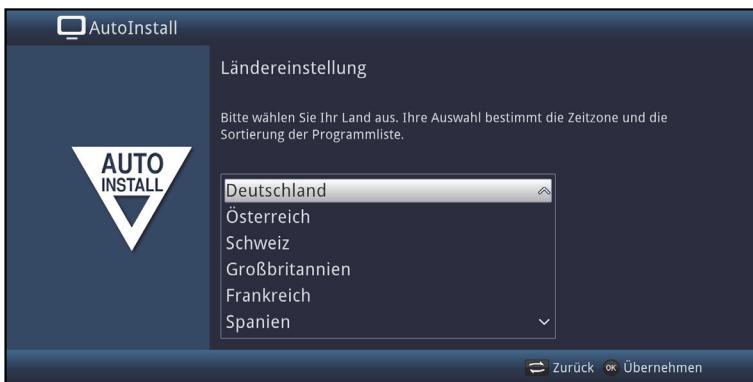 AutoInstall
Ländereinstellung
Bitte wählen Sie Ihr Land aus. Ihre Auswahl bestimmt die Zeitzone und die
Sortierung der Programmliste.
AUTO
INSTALL
Deutschland
Österreich
Schweiz
Großbritannien
Frankreich
Spanien
Zurück OK Übernehmen